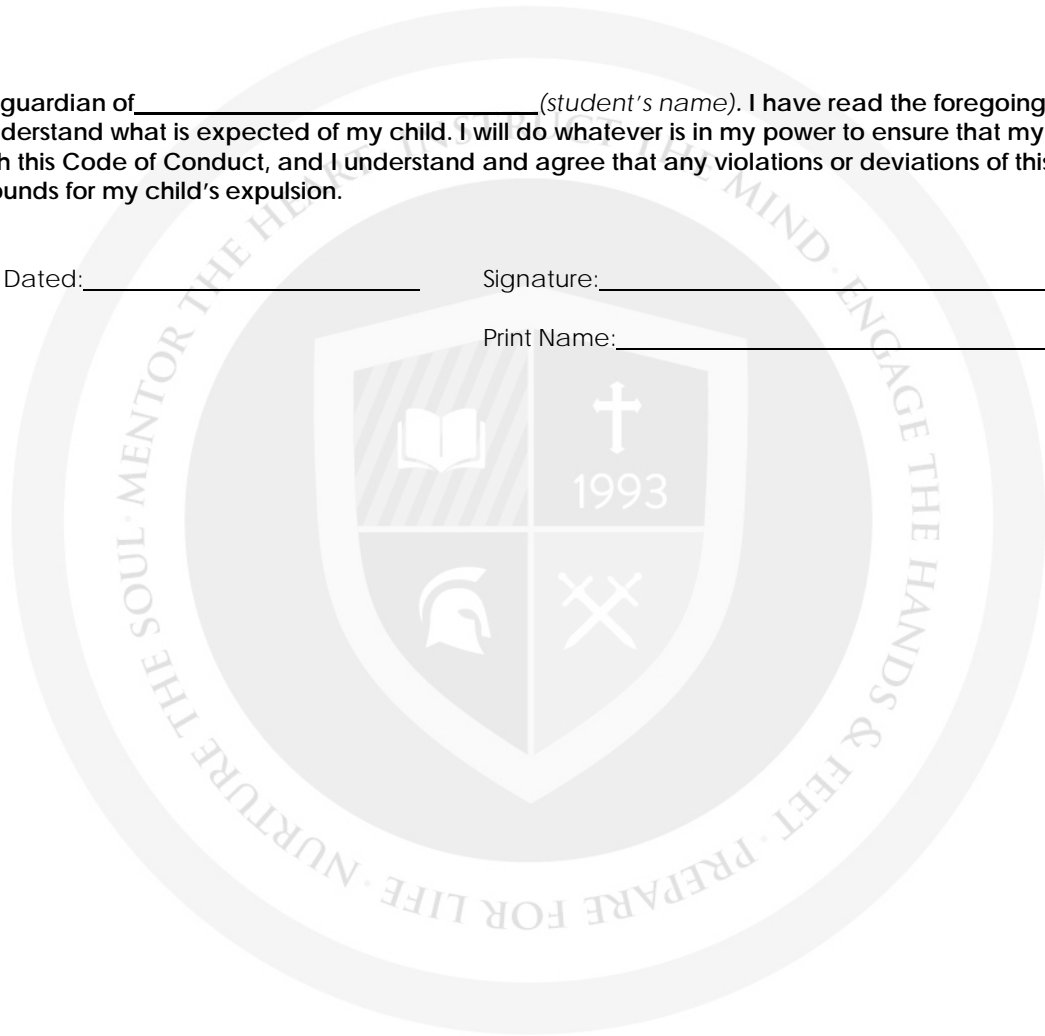 guardian of (student's name). I have read the foregoing
derstand what is expected of my child. I will do whatever is in my power to ensure that my
h this Code of Conduct, and I understand and agree that any violations or deviations of this
ounds for my child's expulsion.
Dated: Signature:
Print Name:
NURTURE THE SOUL · MENTOR THE HEART · INSTRUCT THE MIND · ENGAGE THE HANDS & FEET · PREPARE FOR LIFE ·
1993